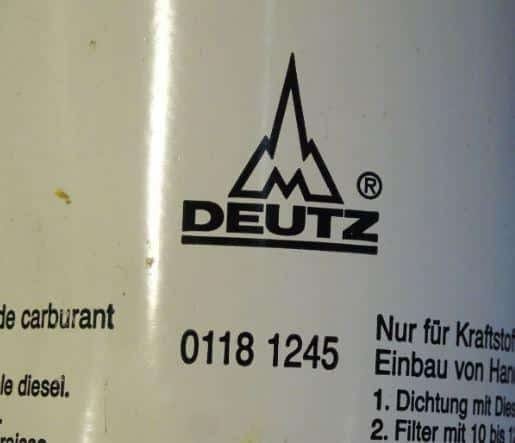 ®
DEUTZ
0118 1245
de carburant
le diesel.
Nur für Kraftstof
Einbau von Han
1. Dichtung mit Dies
2. Filter mit 10 bis